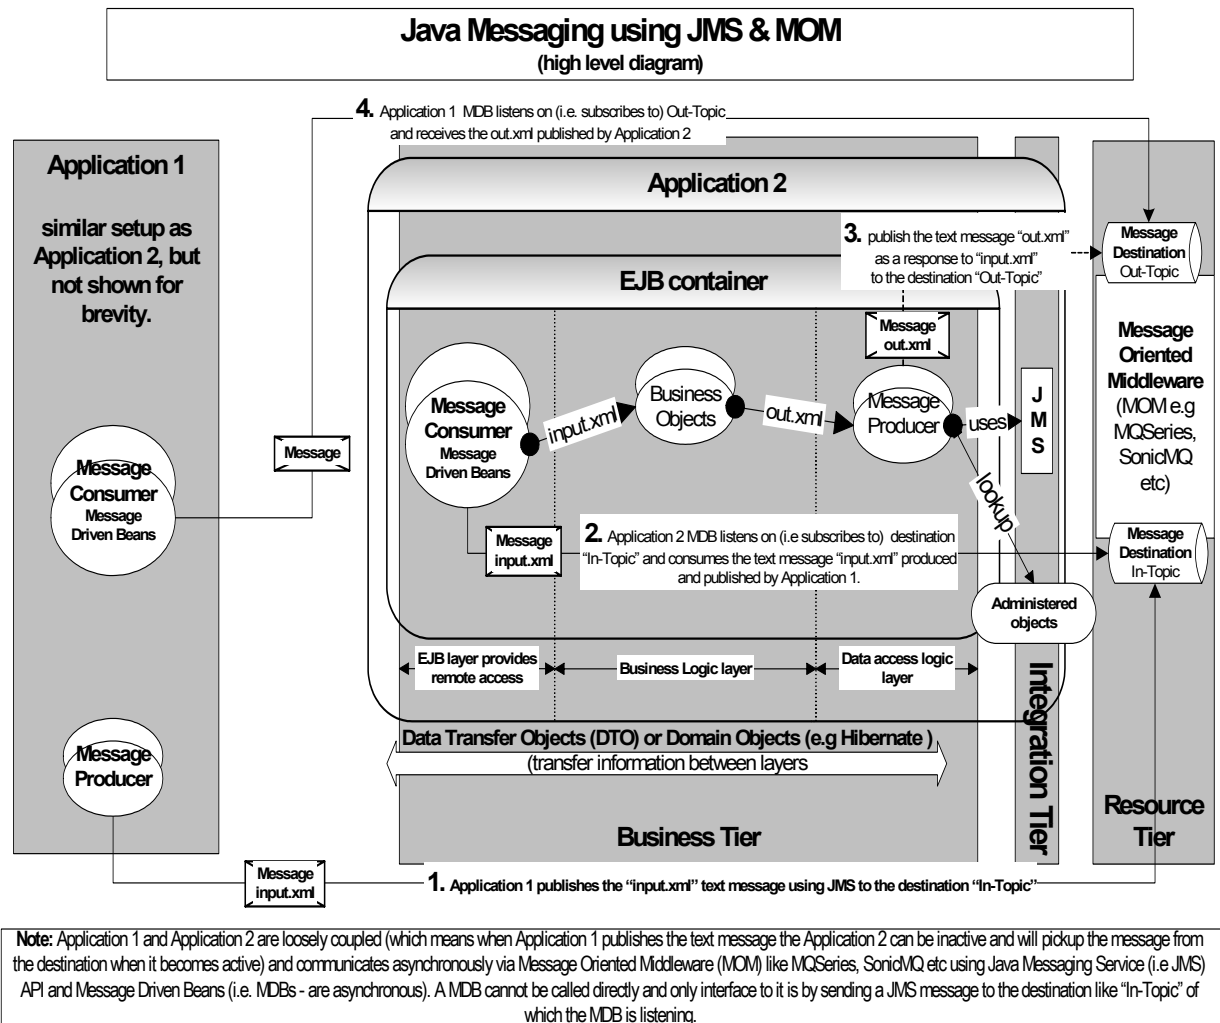 Java Messaging using JMS & MOM
(high level diagram)
4. Application 1 MDB listens on (i.e. subscribes to) Out-Topic
and receives the out.xml published by Application 2
Application 1
similar setup as
Application 2, but
not shown for
brevity.
Message
Consumer
Message
Driven Beans
Message
Producer
Message
Message
input.xml
Application 2
EJB container
3. publish the text message “out.xml”
as a response to “input.xml”
to the destination “Out-Topic”
Message
out.xml
Message
Consumer
Message
Driven Beans
input.xml
Business
Objects
out.xml
Message
Producer
uses
J
M
S
lookup
Message
input.xml
2. Application 2 MDB listens on (i.e subscribes to) destination
“In-Topic” and consumes the text message “input.xml” produced
and published by Application 1.
Administered
objects
EJB layer provides
remote access
Business Logic layer
Data access logic
layer
Data Transfer Objects (DTO) or Domain Objects (e.g Hibernate )
(transfer information between layers
Business Tier
Integration Tier
Message
Destination
Out-Topic
Message
Oriented
Middleware
(MOM e.g
MQSeries,
SonicMQ
etc)
Message
Destination
In-Topic
Resource
Tier
1. Application 1 publishes the “input.xml” text message using JMS to the destination “In-Topic”
Note: Application 1 and Application 2 are loosely coupled (which means when Application 1 publishes the text message the Application 2 can be inactive and will pickup the message from
the destination when it becomes active) and communicates asynchronously via Message Oriented Middleware (MOM) like MQSeries, SonicMQ etc using Java Messaging Service (i.e JMS)
API and Message Driven Beans (i.e. MDBs - are asynchronous). A MDB cannot be called directly and only interface to it is by sending a JMS message to the destination like “In-Topic” of
which the MDB is listening.